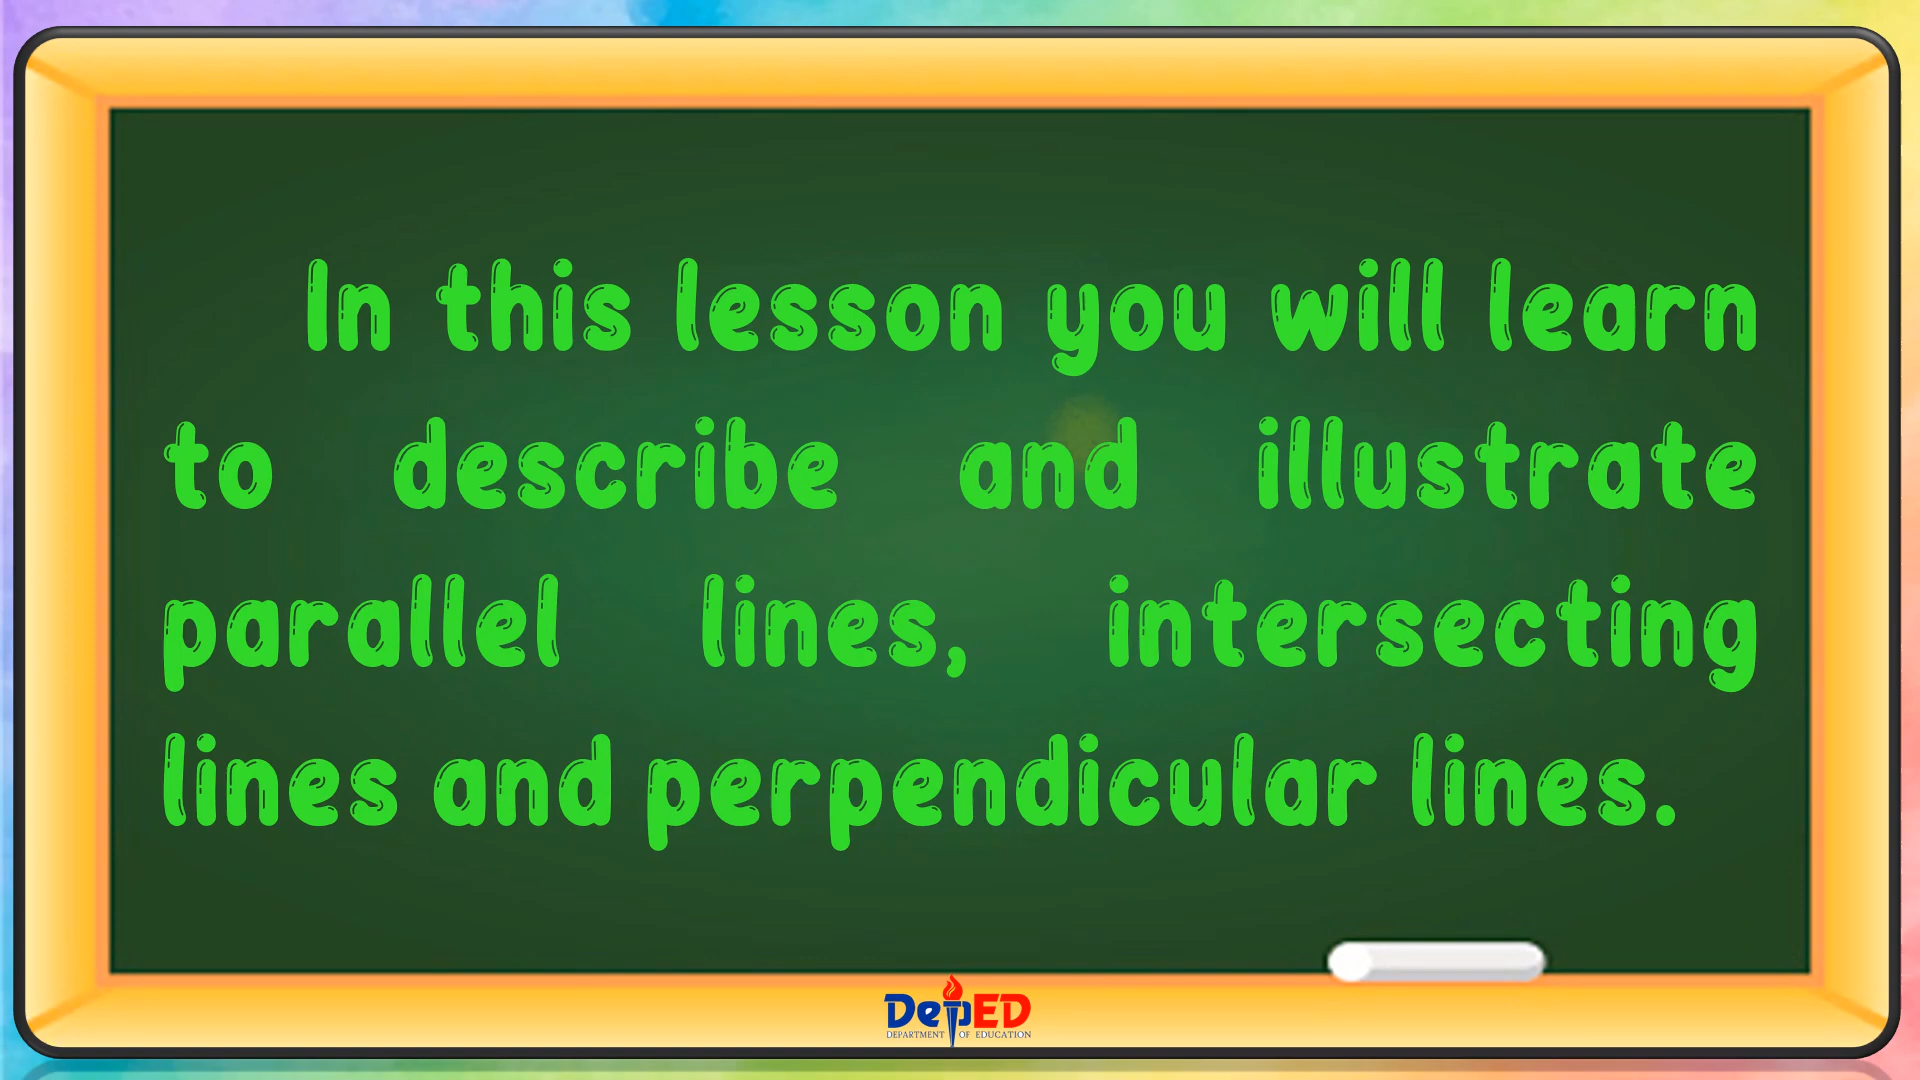 In this lesson you will learn
to describe and illustrate
parallel lines, intersecting
lines and perpendicular lines.
DepED
DEPARTMENT OF EDUCATION